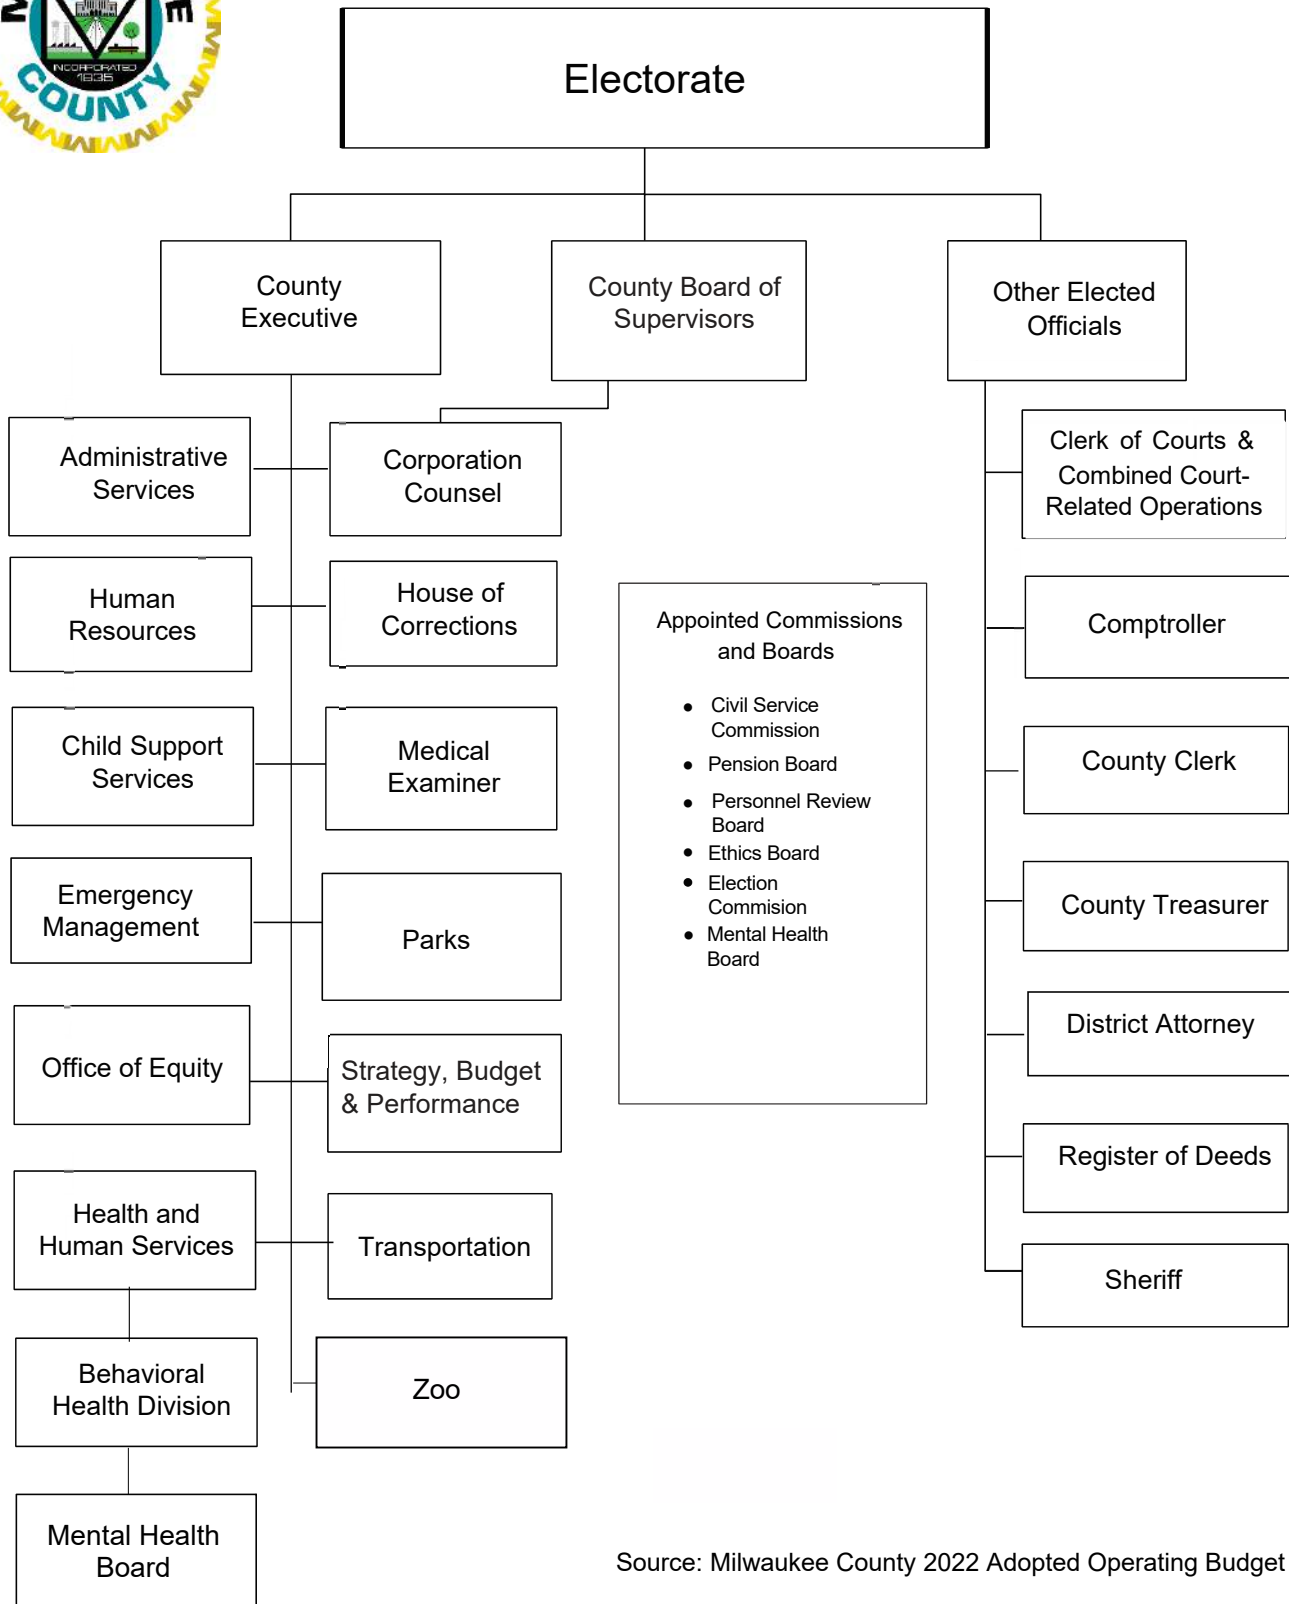 INCORPORATED
1835
COUNTY
Electorate
County
Executive
County Board of
Supervisors
Other Elected
Officials
Administrative
Services
Corporation
Counsel
Clerk of Courts &
Combined Court-
Related Operations
Human
Resources
House of
Corrections
Appointed Commissions
and Boards
• Civil Service
Commission
• Pension Board
• Personnel Review
Board
• Ethics Board
• Election
Commision
• Mental Health
Board
Comptroller
Child Support
Services
Medical
Examiner
County Clerk
Emergency
Management
Parks
County Treasurer
Office of Equity
Strategy, Budget
& Performance
District Attorney
Health and
Human Services
Transportation
Register of Deeds
Sheriff
Behavioral
Health Division
Zoo
Mental Health
Board
Source: Milwaukee County 2022 Adopted Operating Budget